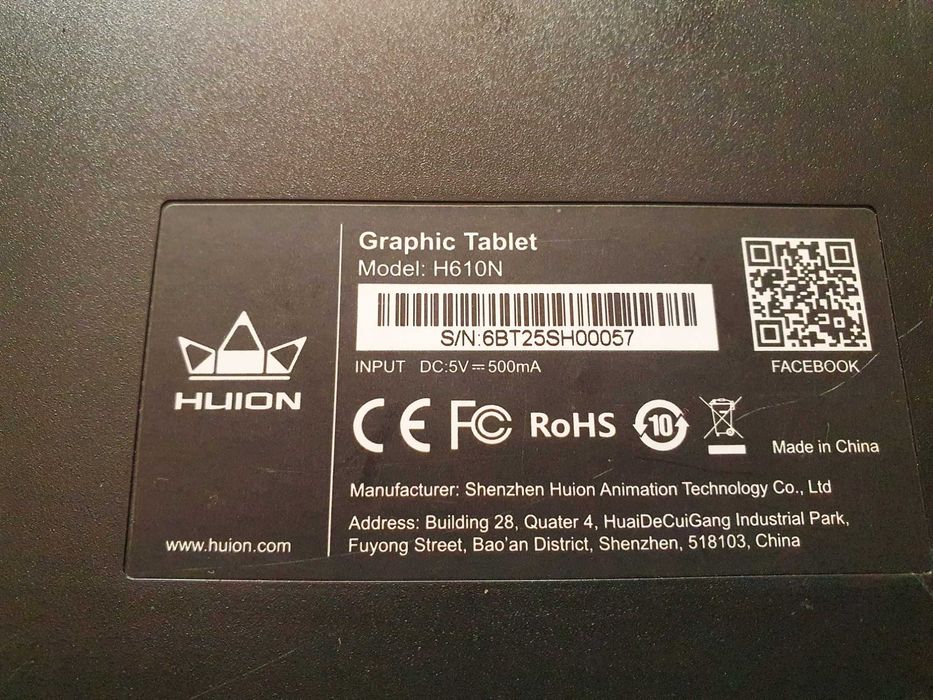 HUION
www.huion.com
Graphic Tablet
Model: H610N
S/N:6BT25SH00057
INPUT DC:5V⎓500mA
FACEBOOK
CE FC RoHS 10
Made in China
Manufacturer: Shenzhen Huion Animation Technology Co., Ltd
Address: Building 28, Quater 4, HuaiDeCuiGang Industrial Park,
Fuyong Street, Bao'an District, Shenzhen, 518103, China